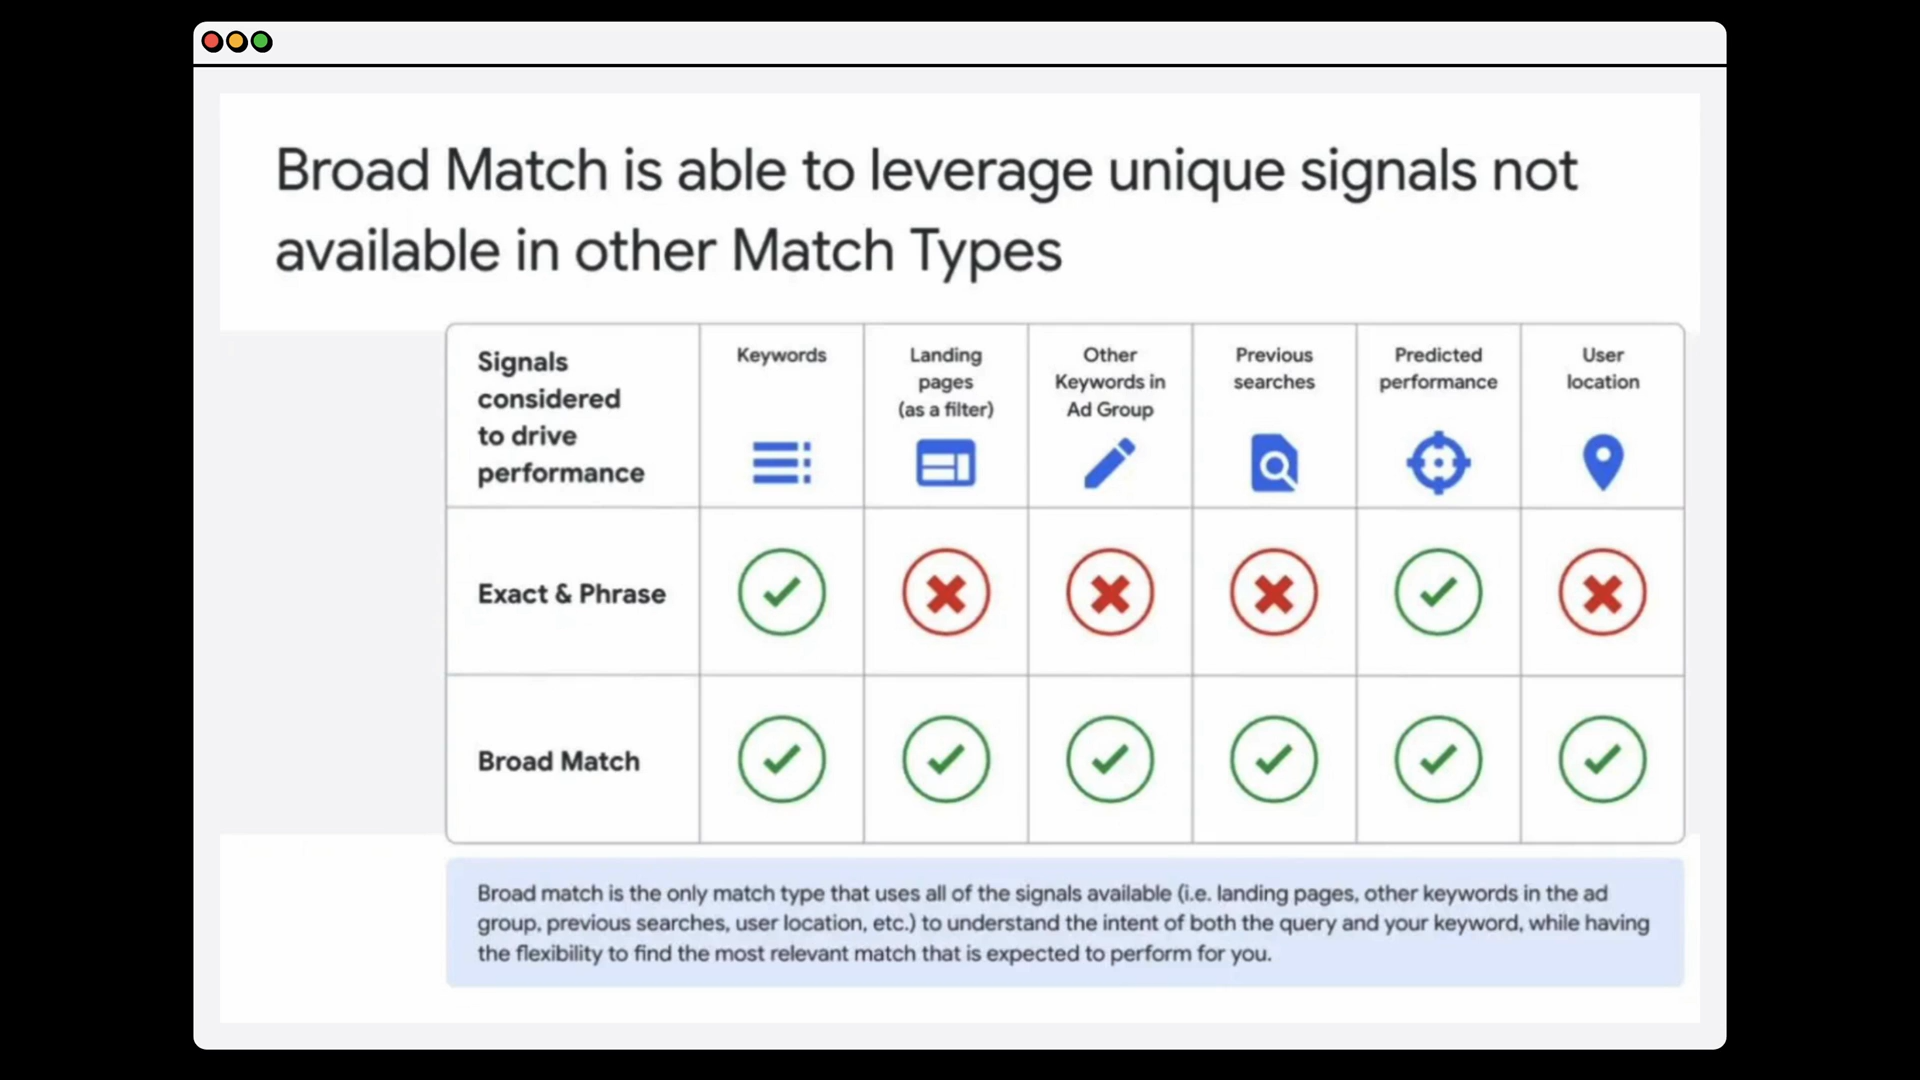 Broad Match is able to leverage unique signals not
available in other Match Types
Signals
considered
to drive
performance
Keywords
Landing
pages
(as a filter)
Other
Keywords in
Ad Group
Previous
searches
Predicted
performance
User
location
Exact & Phrase
Broad Match
Broad match is the only match type that uses all of the signals available (i.e. landing pages, other keywords in the ad
group, previous searches, user location, etc.) to understand the intent of both the query and your keyword, while having
the flexibility to find the most relevant match that is expected to perform for you.